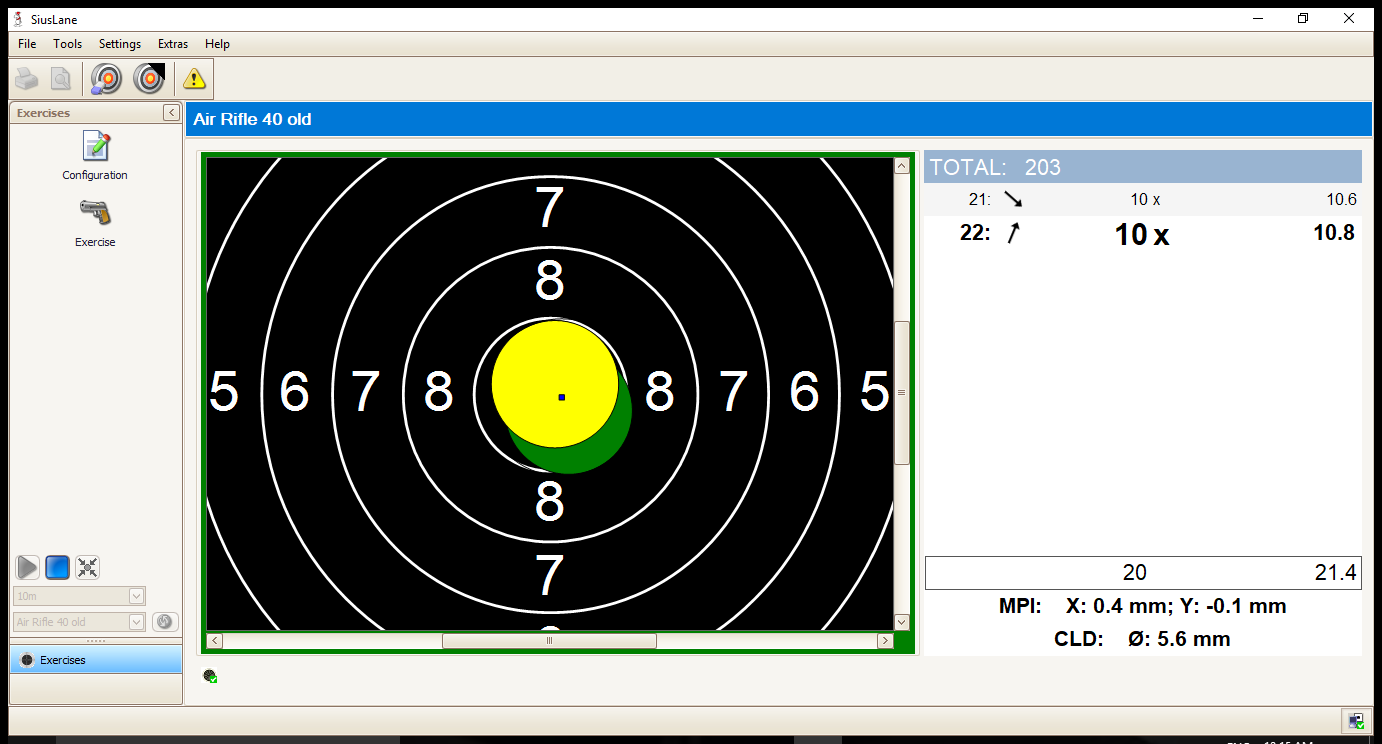 SiusLane
File Tools Settings Extras Help
Exercises
Configuration
Exercise
10m
Air Rifle 40 old
Exercises
Air Rifle 40 old
7
8
5 6 7 8 8 7 6 5
8
7
TOTAL: 203
21: 10 x 10.6
22: 10 x 10.8
20 21.4
MPI: X: 0.4 mm; Y: -0.1 mm
CLD: Ø: 5.6 mm